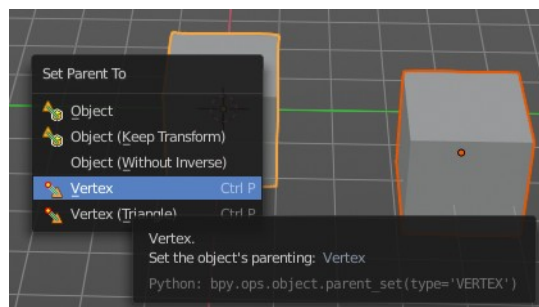 Set Parent To
Object
Object (Keep Transform)
Object (Without Inverse)
Vertex Ctrl P
Vertex (Triangle) Ctrl P
Vertex.
Set the object's parenting: Vertex
Python: bpy.ops.object.parent_set(type='VERTEX')